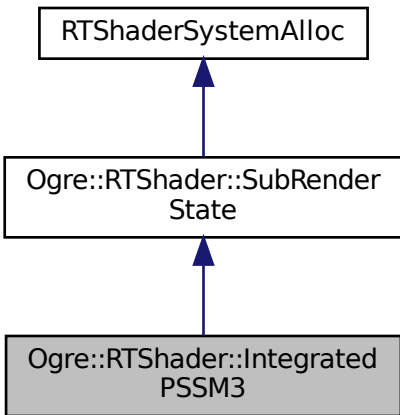 RTShaderSystemAlloc
Ogre::RTShader::SubRender
State
Ogre::RTShader::Integrated
PSSM3